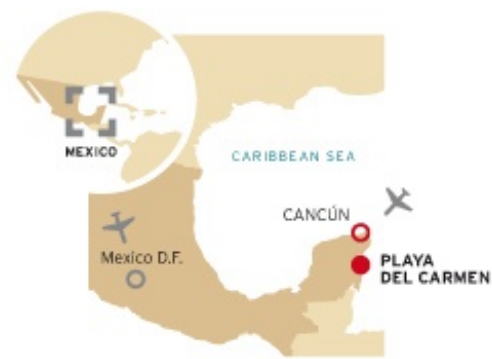 MEXICO
CARIBBEAN SEA
CANCÚN
Mexico D.F.
PLAYA
DEL CARMEN